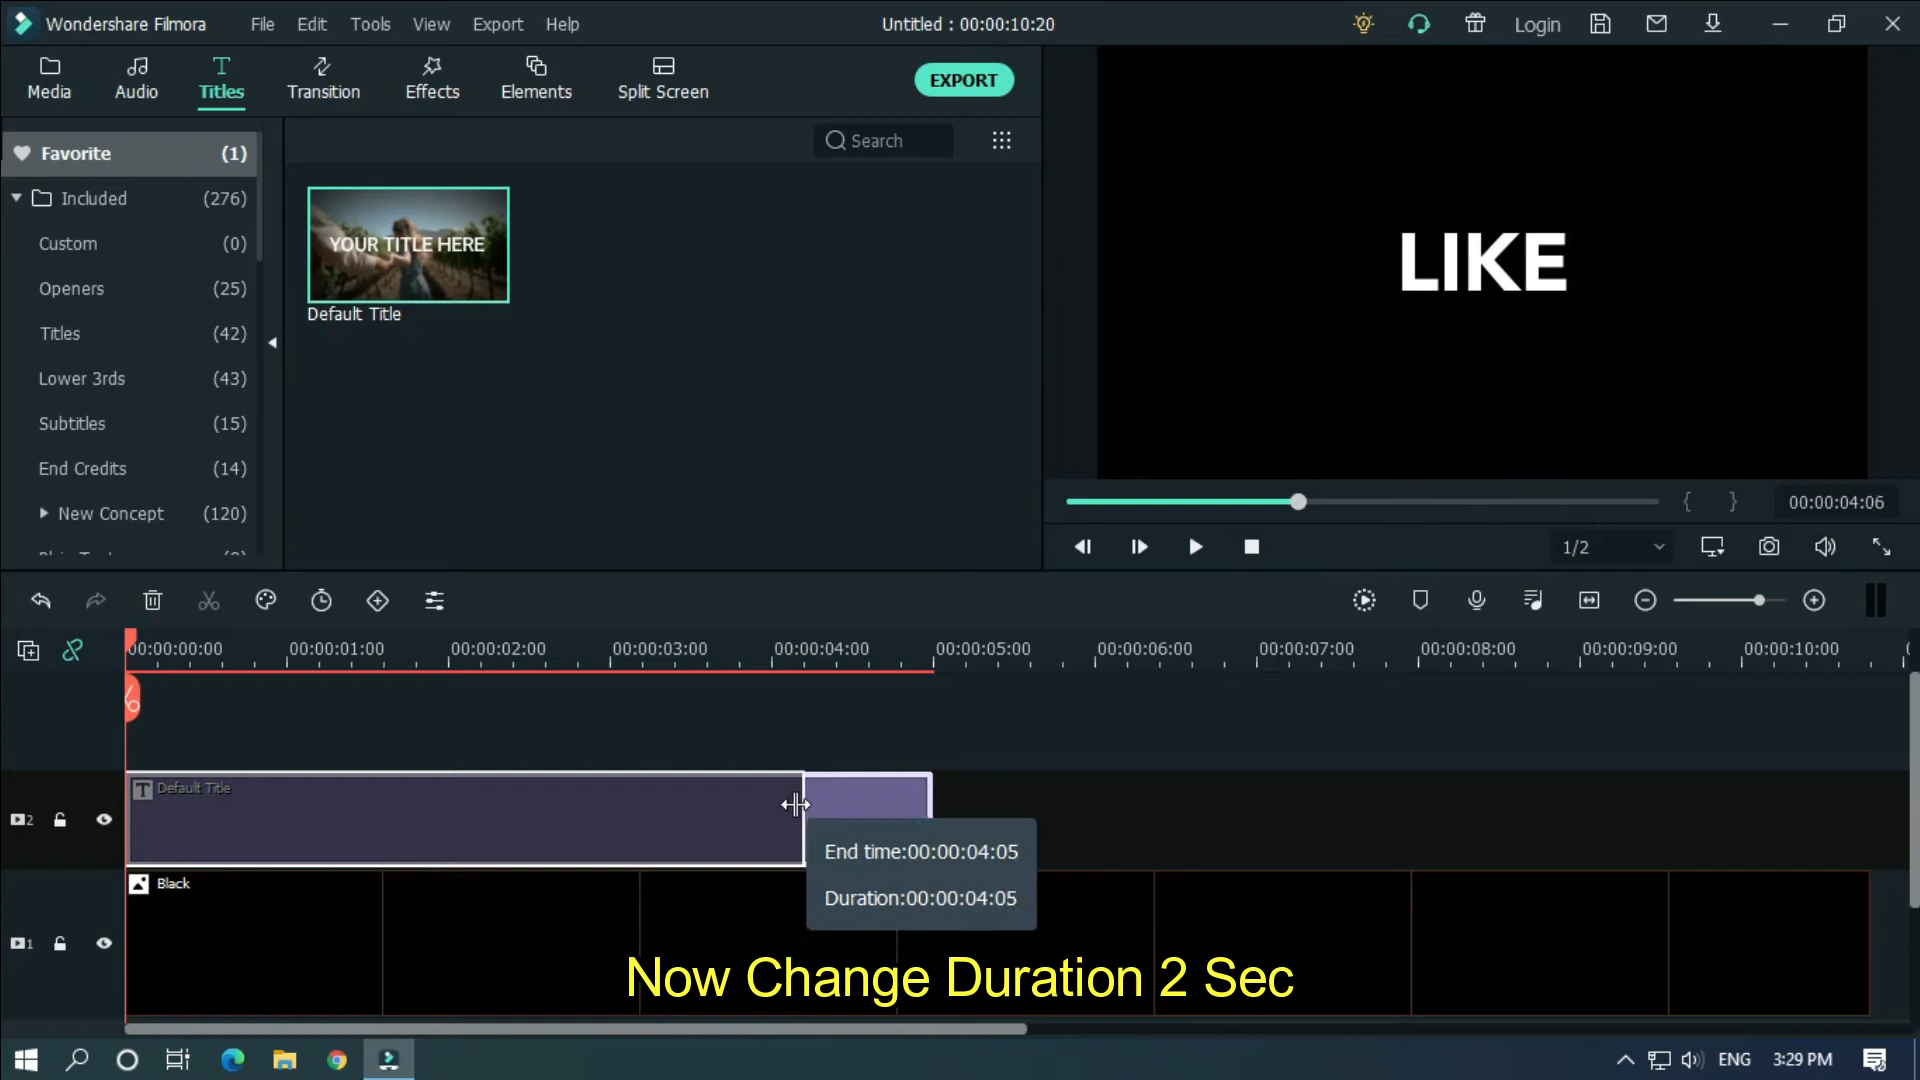 Wondershare Filmora File Edit Tools View Export Help Untitled : 00:00:10:20 Login
Media Audio Titles Transition Effects Elements Split Screen EXPORT
Favorite (1)
Search
Included (276)
Custom (0)
Openers (25)
Titles (42)
Lower 3rds (43)
Subtitles (15)
End Credits (14)
New Concept (120)
YOUR TITLE HERE
Default Title
LIKE
{ } 00:00:04:06
1/2
00:00:00:00 00:00:01:00 00:00:02:00 00:00:03:00 00:00:04:00 00:00:05:00 00:00:06:00 00:00:07:00 00:00:08:00 00:00:09:00 00:00:10:00
T Default Title
2
End time:00:00:04:05
Duration:00:00:04:05
Black
1
Now Change Duration 2 Sec
ENG 3:29 PM